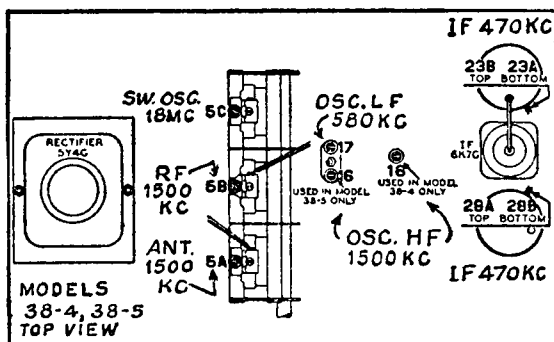 IF 470KC
23B 23A
TOP BOTTOM
SW. OSC.
18MC
5C
OSC. LF
580KC
RECTIFIER
5Y4G
17
IF
6K7G
RF
1500
KC
5B
16
USED IN MODEL
38-5 ONLY
18
USED IN MODEL
38-4 ONLY
28A 28B
TOP BOTTOM
ANT.
1500
KC
5A
OSC. HF
1500KC
IF 470KC
MODELS
38-4, 38-5
TOP VIEW